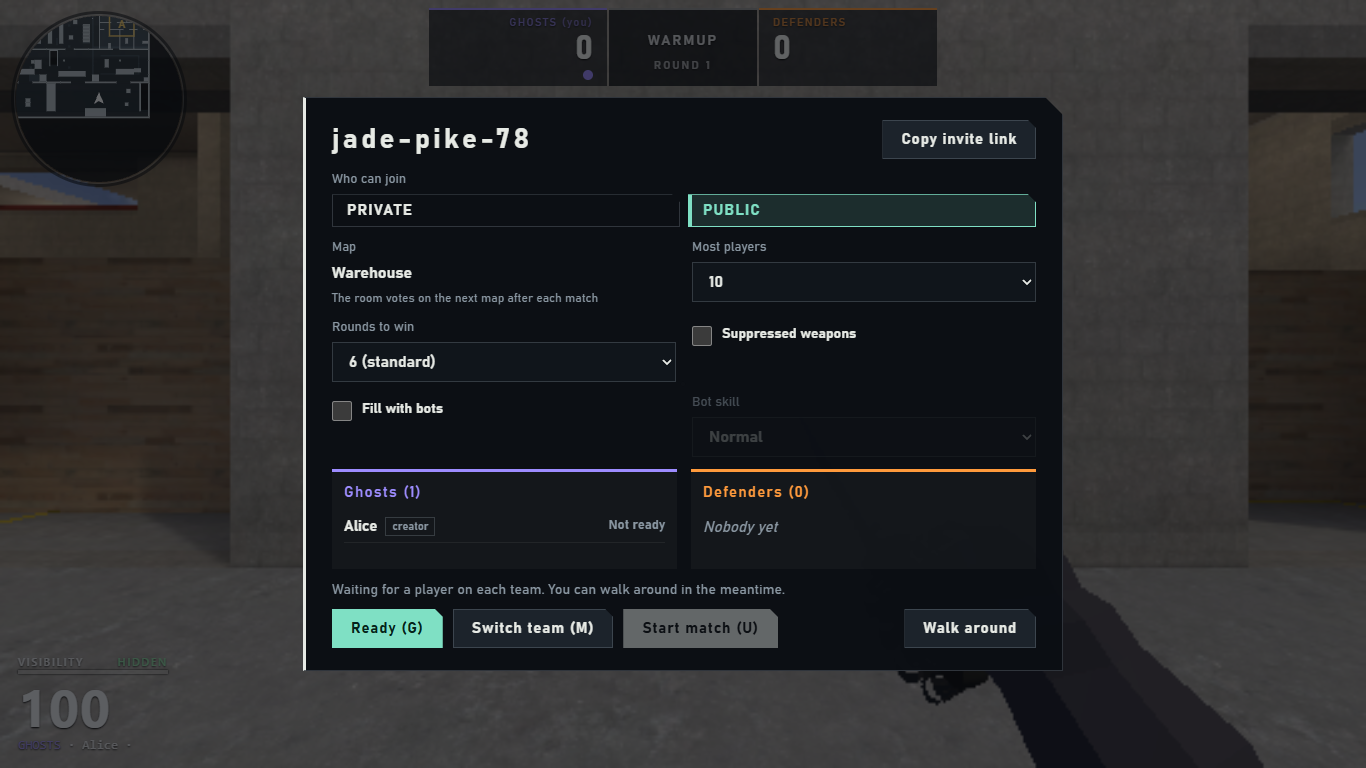 GHOSTS (you)
0
WARMUP
ROUND 1
DEFENDERS
0
jade-pike-78
Copy invite link
Who can join
PRIVATE
PUBLIC
Map
Most players
Warehouse
10
The room votes on the next map after each match
Rounds to win
Suppressed weapons
6 (standard)
Fill with bots
Bot skill
Normal
Ghosts (1)
Defenders (0)
Alice creator Not ready
Nobody yet
Waiting for a player on each team. You can walk around in the meantime.
Ready (G)
Switch team (M)
Start match (U)
Walk around
VISIBILITY HIDDEN
100
GHOSTS · Alice ·